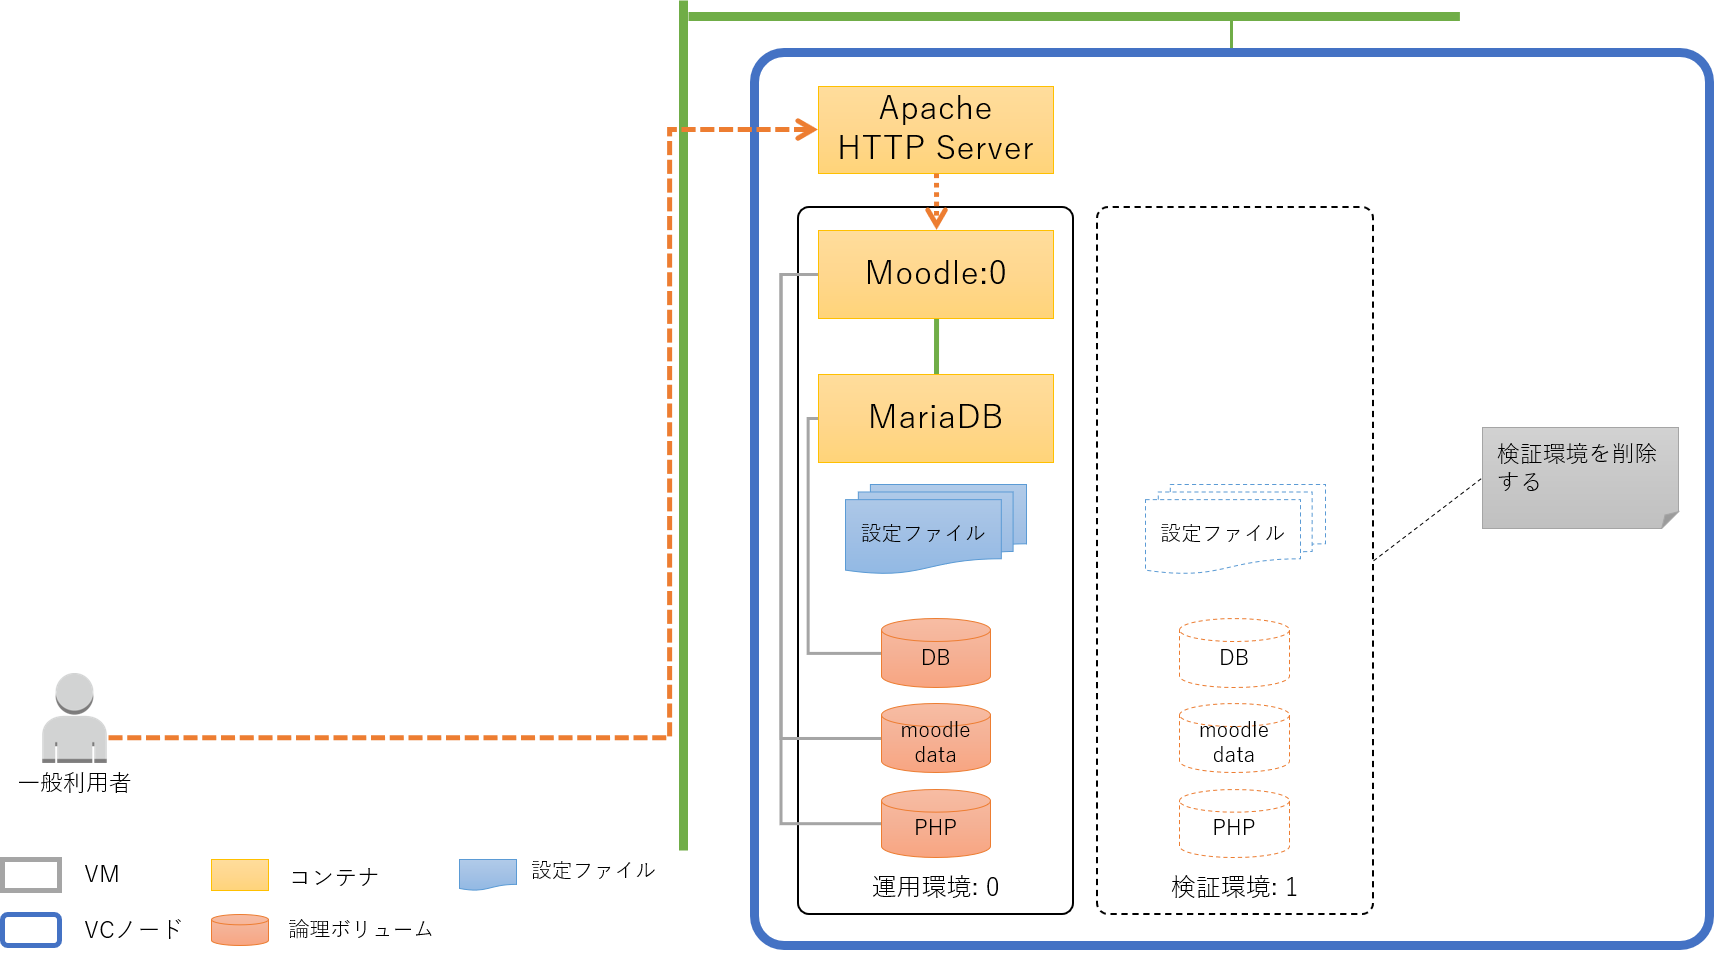 Apache
HTTP Server
Moodle:0
MariaDB
設定ファイル
DB
moodle
data
PHP
運用環境: 0
設定ファイル
DB
moodle
data
PHP
検証環境: 1
検証環境を削除
する
一般利用者
VM
コンテナ
設定ファイル
VCノード
論理ボリューム